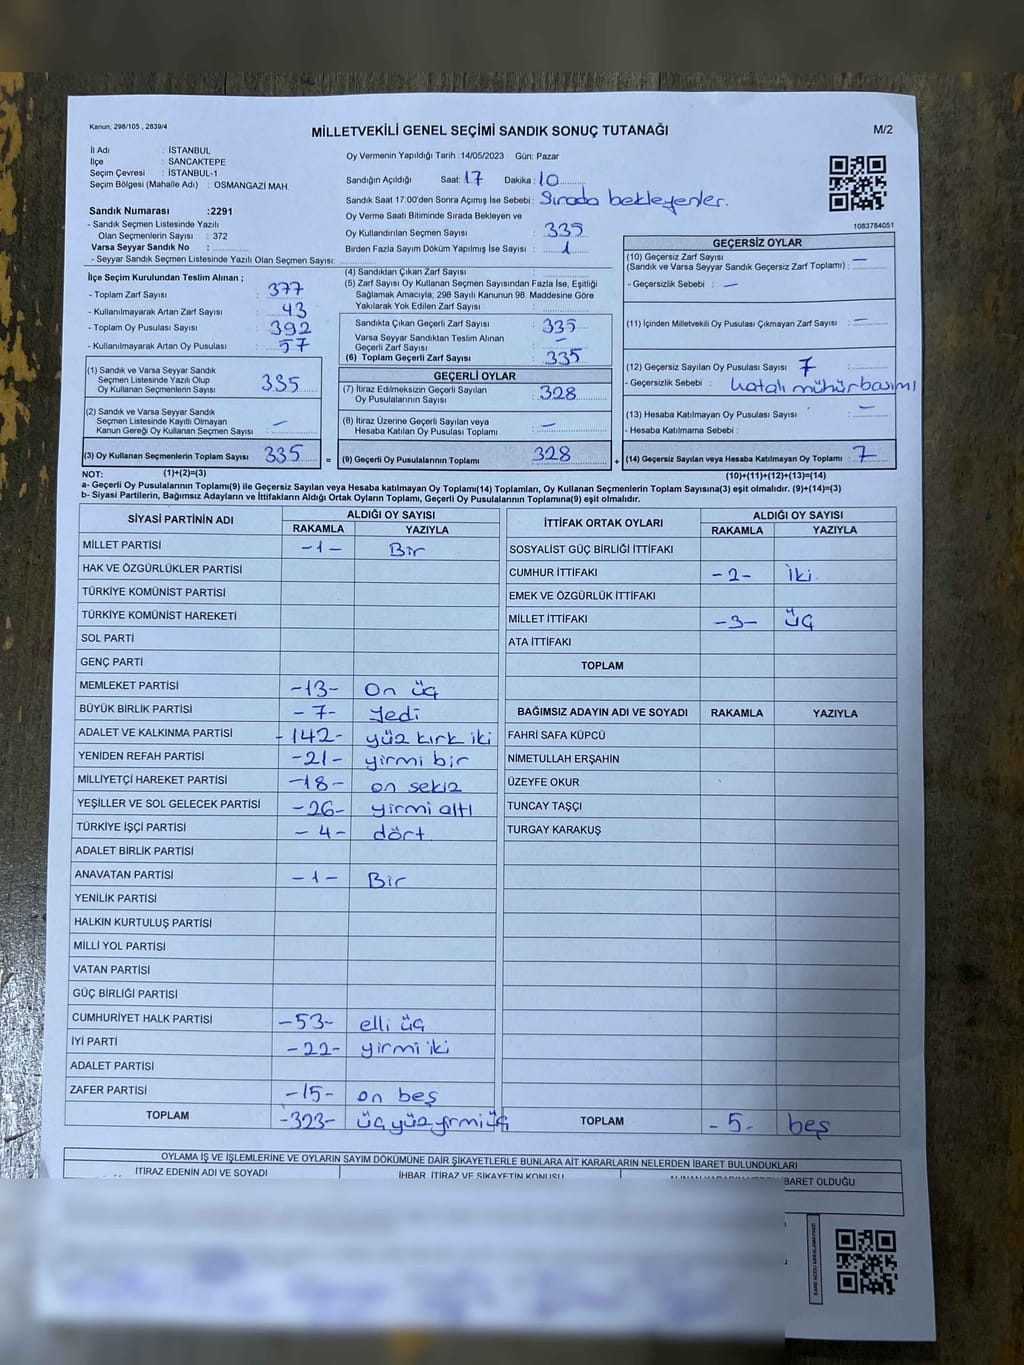 Kanun, 298/105 , 2839/4
MİLLETVEKİLİ GENEL SEÇİMİ SANDIK SONUÇ TUTANAĞI
M/2
İl Adı : İSTANBUL
İlçe : SANCAKTEPE
Seçim Çevresi : İSTANBUL-1
Seçim Bölgesi (Mahalle Adı) : OSMANGAZİ MAH.
Sandık Numarası :2291
- Sandık Seçmen Listesinde Yazılı
Olan Seçmenlerin Sayısı : 372
Varsa Seyyar Sandık No :
- Seyyar Sandık Seçmen Listesinde Yazılı Olan Seçmen Sayısı:
Oy Vermenin Yapıldığı Tarih :14/05/2023 Gün: Pazar
Sandığın Açıldığı Saat: 17 Dakika : 10
Sandık Saat 17:00'den Sonra Açımış İse Sebebi : Sırada bekleyenler.
Oy Verme Saati Bitiminde Sırada Bekleyen ve
Oy Kullandırılan Seçmen Sayısı : 335
Birden Fazla Sayım Döküm Yapılmış İse Sayısı : 1
1083784051
İlçe Seçim Kurulundan Teslim Alınan ;
- Toplam Zarf Sayısı : 377
- Kullanılmayarak Artan Zarf Sayısı : 43
- Toplam Oy Pusulası Sayısı : 392
- Kullanılmayarak Artan Oy Pusulası : 57
(1) Sandık ve Varsa Seyyar Sandık
Seçmen Listesinde Yazılı Olup
Oy Kullanan Seçmenlerin Sayısı 335
(2) Sandık ve Varsa Seyyar Sandık
Seçmen Listesinde Kayıtlı Olmayan
Kanun Gereği Oy Kullanan Seçmen Sayısı : —
(3) Oy Kullanan Seçmenlerin Toplam Sayısı 335 =
(4) Sandıktan Çıkan Zarf Sayısı :
(5) Zarf Sayısı Oy Kullanan Seçmen Sayısından Fazla İse, Eşitliği
Sağlamak Amacıyla; 298 Sayılı Kanunun 98. Maddesine Göre
Yakılarak Yok Edilen Zarf Sayısı :
Sandıkta Çıkan Geçerli Zarf Sayısı : 335
Varsa Seyyar Sandıktan Teslim Alınan
Geçerli Zarf Sayısı : —
(6) Toplam Geçerli Zarf Sayısı : 335
GEÇERLİ OYLAR
(7) İtiraz Edilmeksizin Geçerli Sayılan
Oy Pusulalarının Sayısı : 328
(8) İtiraz Üzerine Geçerli Sayılan veya
Hesaba Katılan Oy Pusulası Toplamı : —
(9) Geçerli Oy Pusulalarının Toplamı : 328 +
GEÇERSİZ OYLAR
(10) Geçersiz Zarf Sayısı
(Sandık ve Varsa Seyyar Sandık Geçersiz Zarf Toplamı) : —
- Geçersizlik Sebebi : —
(11) İçinden Milletvekili Oy Pusulası Çıkmayan Zarf Sayısı : —
(12) Geçersiz Sayılan Oy Pusulası Sayısı : 7
- Geçersizlik Sebebi : hatalı mühür basımı
(13) Hesaba Katılmayan Oy Pusulası Sayısı : —
- Hesaba Katılmama Sebebi :
(14) Geçersiz Sayılan veya Hesaba Katılmayan Oy Toplamı : 7
NOT: (1)+(2)=(3) (10)+(11)+(12)+(13)=(14)
a- Geçerli Oy Pusulalarının Toplamı(9) ile Geçersiz Sayılan veya Hesaba katılmayan Oy Toplamı(14) Toplamları, Oy Kullanan Seçmenlerin Toplam Sayısına(3) eşit olmalıdır. (9)+(14)=(3)
b- Siyasi Partilerin, Bağımsız Adayların ve İttifakların Aldığı Ortak Oyların Toplamı, Geçerli Oy Pusulalarının Toplamına(9) eşit olmalıdır.
SİYASİ PARTİNİN ADI ALDIĞI OY SAYISI
RAKAMLA YAZIYLA
MİLLET PARTİSİ -1- Bir
HAK VE ÖZGÜRLÜKLER PARTİSİ
TÜRKİYE KOMÜNİST PARTİSİ
TÜRKİYE KOMÜNİST HAREKETİ
SOL PARTİ
GENÇ PARTİ
MEMLEKET PARTİSİ -13- On üç
BÜYÜK BİRLİK PARTİSİ -7- Yedi
ADALET VE KALKINMA PARTİSİ -142- yüz kırk iki
YENİDEN REFAH PARTİSİ -21- yirmi bir
MİLLİYETÇİ HAREKET PARTİSİ -18- on sekiz
YEŞİLLER VE SOL GELECEK PARTİSİ -26- yirmi altı
TÜRKİYE İŞÇİ PARTİSİ -4- dört
ADALET BİRLİK PARTİSİ
ANAVATAN PARTİSİ -1- Bir
YENİLİK PARTİSİ
HALKIN KURTULUŞ PARTİSİ
MİLLİ YOL PARTİSİ
VATAN PARTİSİ
GÜÇ BİRLİĞİ PARTİSİ
CUMHURİYET HALK PARTİSİ -53- elli üç
İYİ PARTİ -22- yirmi iki
ADALET PARTİSİ
ZAFER PARTİSİ -15- on beş
TOPLAM -323- üç yüz yirmi üç
İTTİFAK ORTAK OYLARI ALDIĞI OY SAYISI
RAKAMLA YAZIYLA
SOSYALİST GÜÇ BİRLİĞİ İTTİFAKI
CUMHUR İTTİFAKI -2- İki.
EMEK VE ÖZGÜRLÜK İTTİFAKI
MİLLET İTTİFAKI -3- üç
ATA İTTİFAKI
TOPLAM
BAĞIMSIZ ADAYIN ADI VE SOYADI RAKAMLA YAZIYLA
FAHRİ SAFA KÜPCÜ
NİMETULLAH ERŞAHİN
ÜZEYFE OKUR
TUNCAY TAŞÇI
TURGAY KARAKUŞ
TOPLAM -5- beş
OYLAMA İŞ VE İŞLEMLERİNE VE OYLARIN SAYIM DÖKÜMÜNE DAİR ŞİKAYETLERLE BUNLARA AİT KARARLARIN NELERDEN İBARET BULUNDUKLARI
İTİRAZ EDENİN ADI VE SOYADI İHBAR, İTİRAZ VE ŞİKAYETİN KONUSU İBARET OLDUĞU